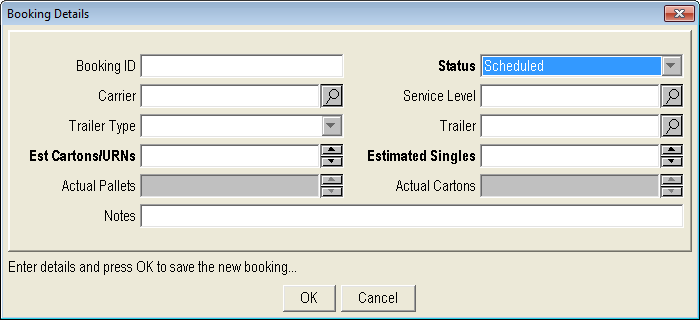 Booking Details
Booking ID
Status Scheduled
Carrier
Service Level
Trailer Type
Trailer
Est Cartons/URNs
Estimated Singles
Actual Pallets
Actual Cartons
Notes
Enter details and press OK to save the new booking...
OK
Cancel